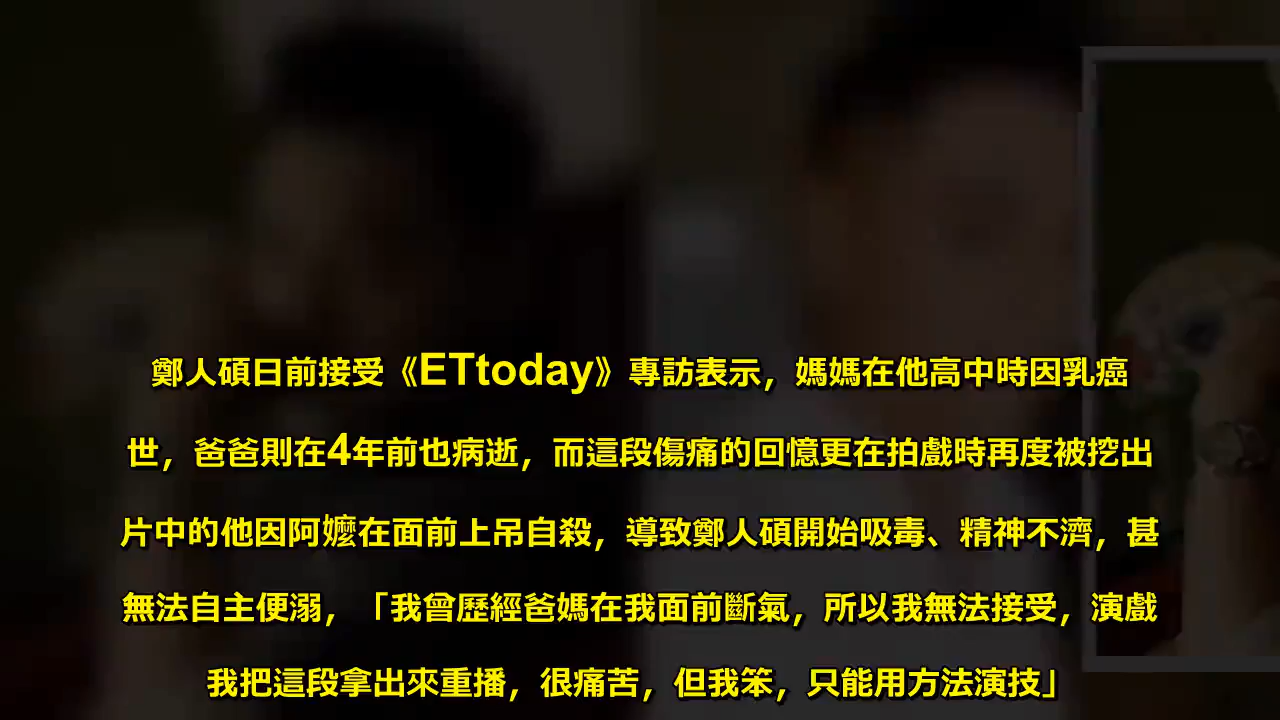 鄭人碩日前接受《ETtoday》專訪表示，媽媽在他高中時因乳癌
世，爸爸則在4年前也病逝，而這段傷痛的回憶更在拍戲時再度被挖出
片中的他因阿嬤在面前上吊自殺，導致鄭人碩開始吸毒、精神不濟，甚
無法自主便溺，「我曾歷經爸媽在我面前斷氣，所以我無法接受，演戲
我把這段拿出來重播，很痛苦，但我笨，只能用方法演技」